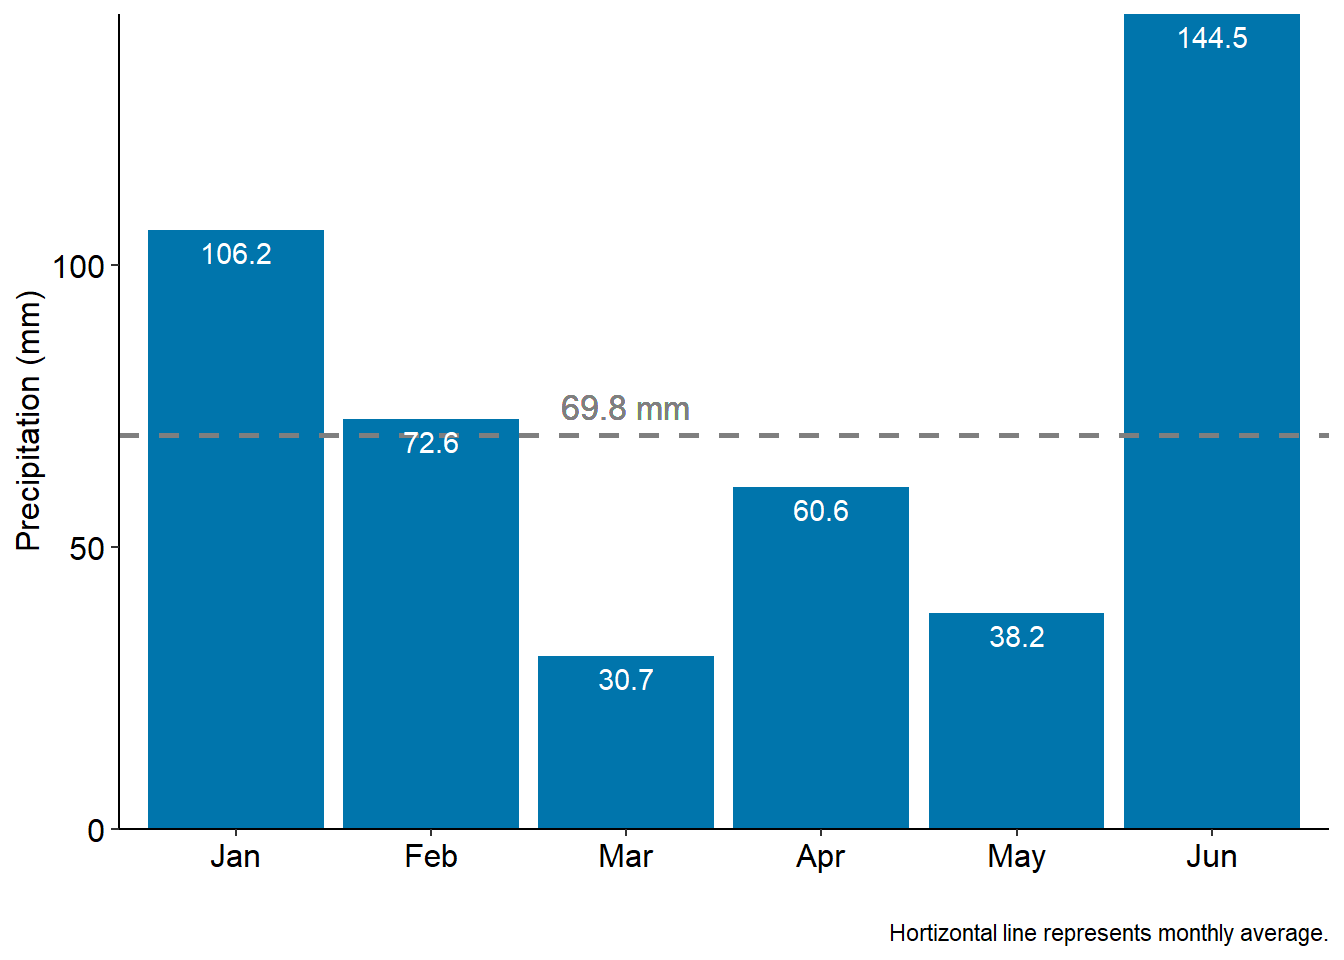 144.5
106.2
100
69.8 mm
72.6
60.6
50
38.2
30.7
0
Precipitation (mm)
Jan Feb Mar Apr May Jun
Hortizontal line represents monthly average.